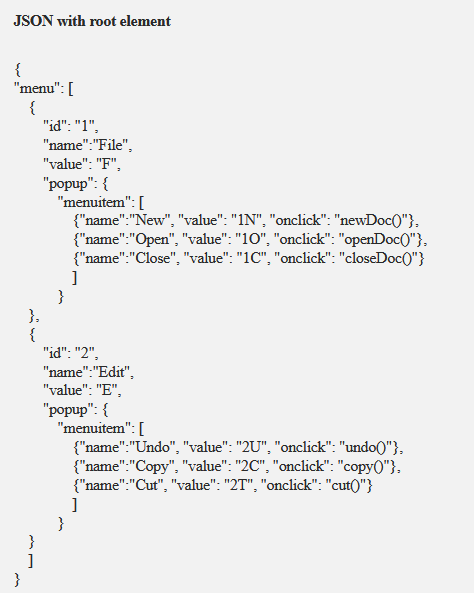 JSON with root element
{
"menu": [
{
"id": "1",
"name":"File",
"value": "F",
"popup": {
"menuitem": [
{"name":"New", "value": "1N", "onclick": "newDoc()"},
{"name":"Open", "value": "1O", "onclick": "openDoc()"},
{"name":"Close", "value": "1C", "onclick": "closeDoc()"}
]
}
},
{
"id": "2",
"name":"Edit",
"value": "E",
"popup": {
"menuitem": [
{"name":"Undo", "value": "2U", "onclick": "undo()"},
{"name":"Copy", "value": "2C", "onclick": "copy()"},
{"name":"Cut", "value": "2T", "onclick": "cut()"}
]
}
}
]
}